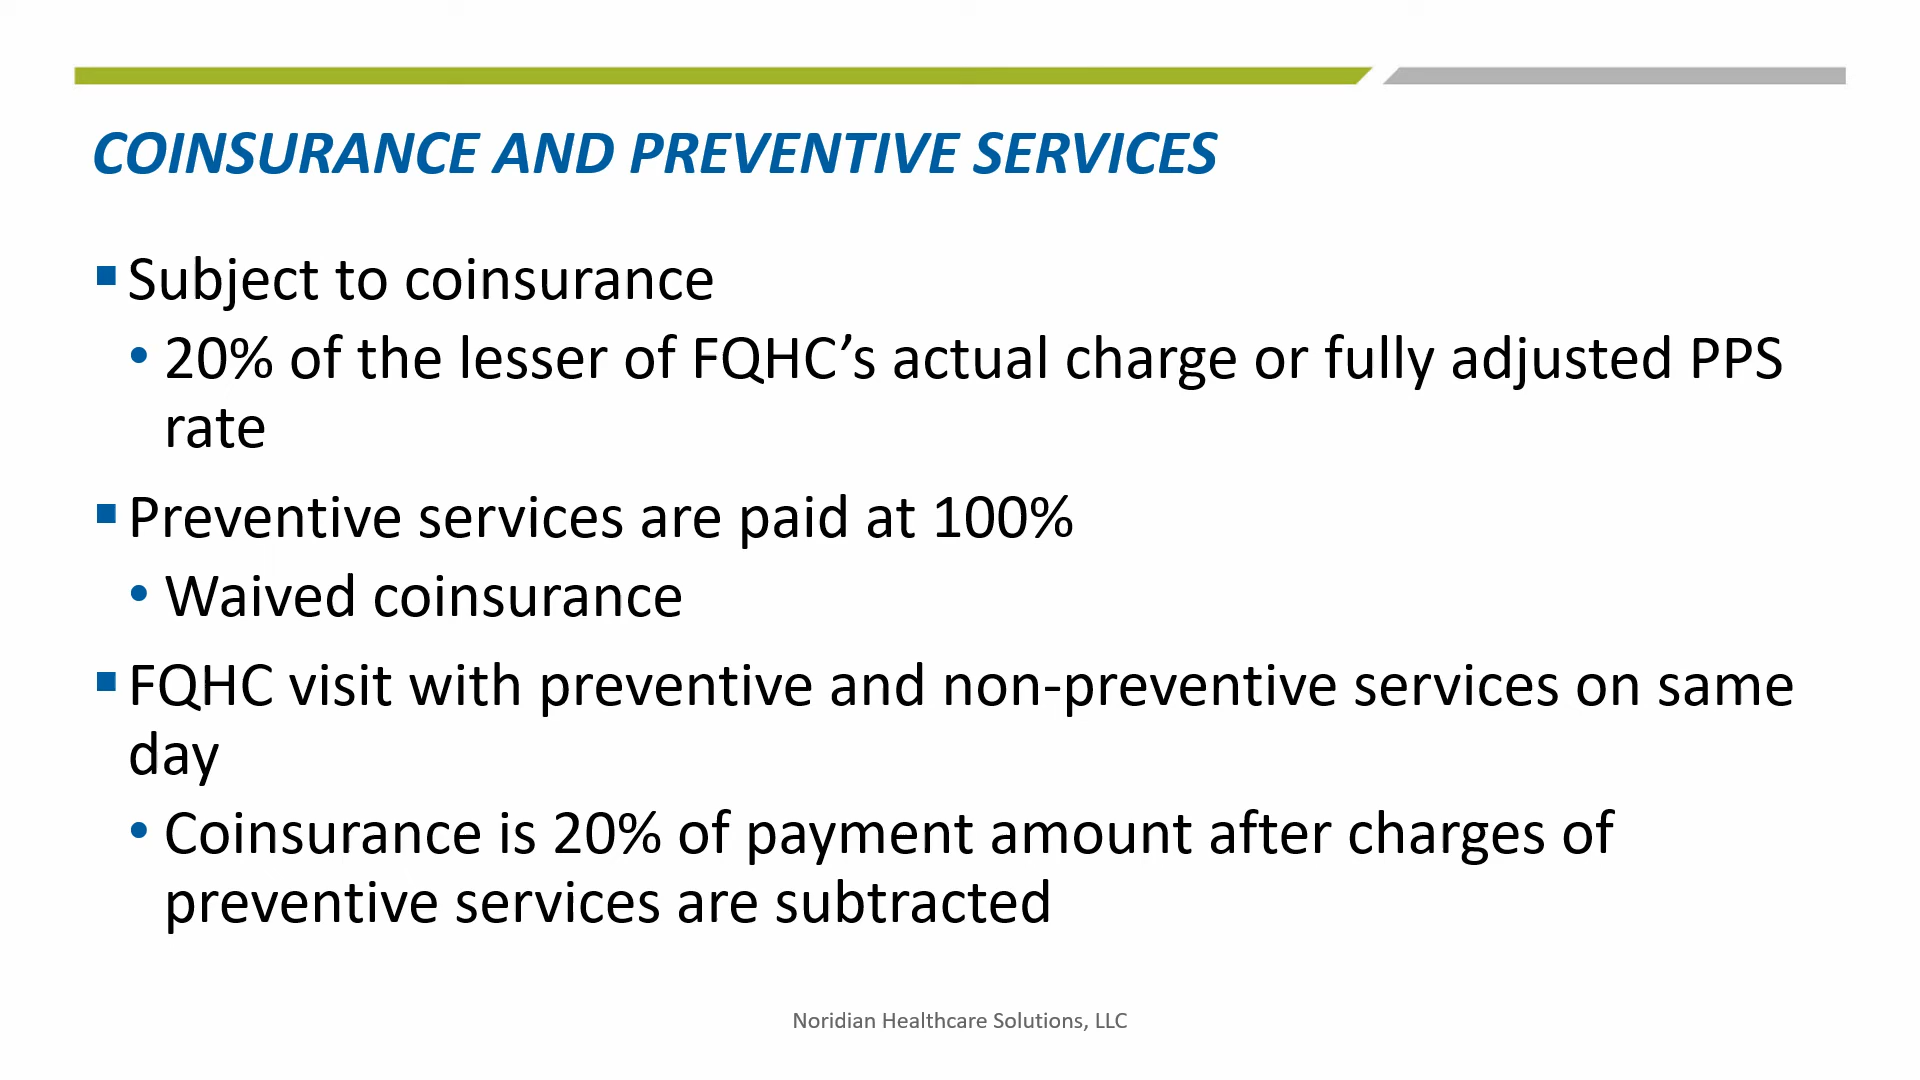 COINSURANCE AND PREVENTIVE SERVICES
▪ Subject to coinsurance
• 20% of the lesser of FQHC’s actual charge or fully adjusted PPS
rate
▪ Preventive services are paid at 100%
• Waived coinsurance
▪ FQHC visit with preventive and non-preventive services on same
day
• Coinsurance is 20% of payment amount after charges of
preventive services are subtracted
Noridian Healthcare Solutions, LLC